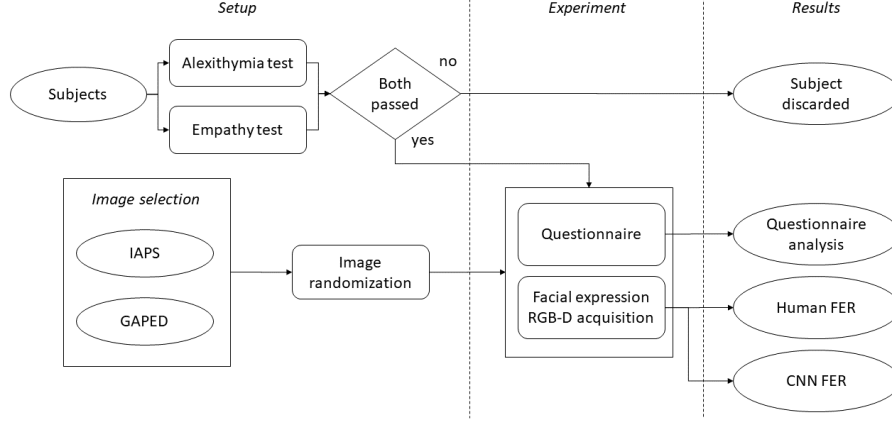 Setup
Experiment
Results
Alexithymia test
Subjects
Empathy test
Both
passed
no
yes
Subject
discarded
Image selection
IAPS
GAPED
Image
randomization
Questionnaire
Facial expression
RGB-D acquisition
Questionnaire
analysis
Human FER
CNN FER